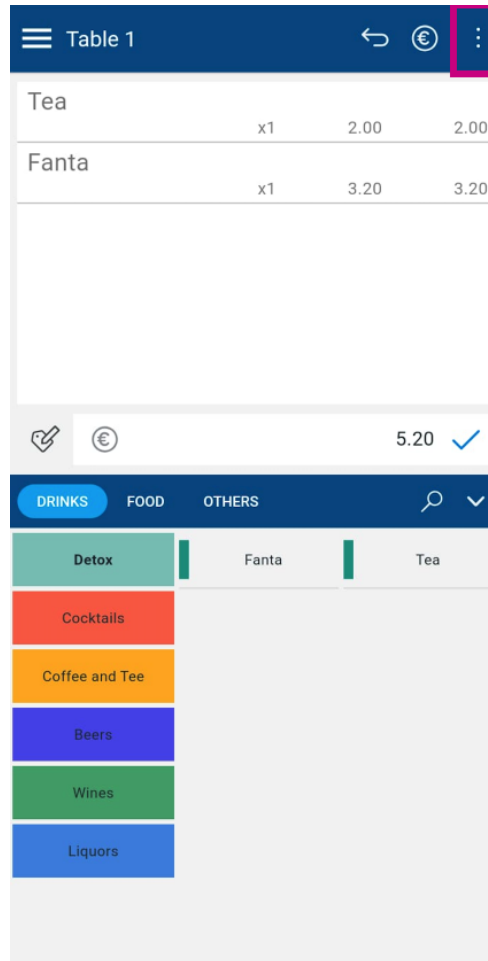 Table 1
Tea
x1 2.00 2.00
Fanta
x1 3.20 3.20
5.20
DRINKS FOOD OTHERS
Detox Fanta Tea
Cocktails
Coffee and Tee
Beers
Wines
Liquors